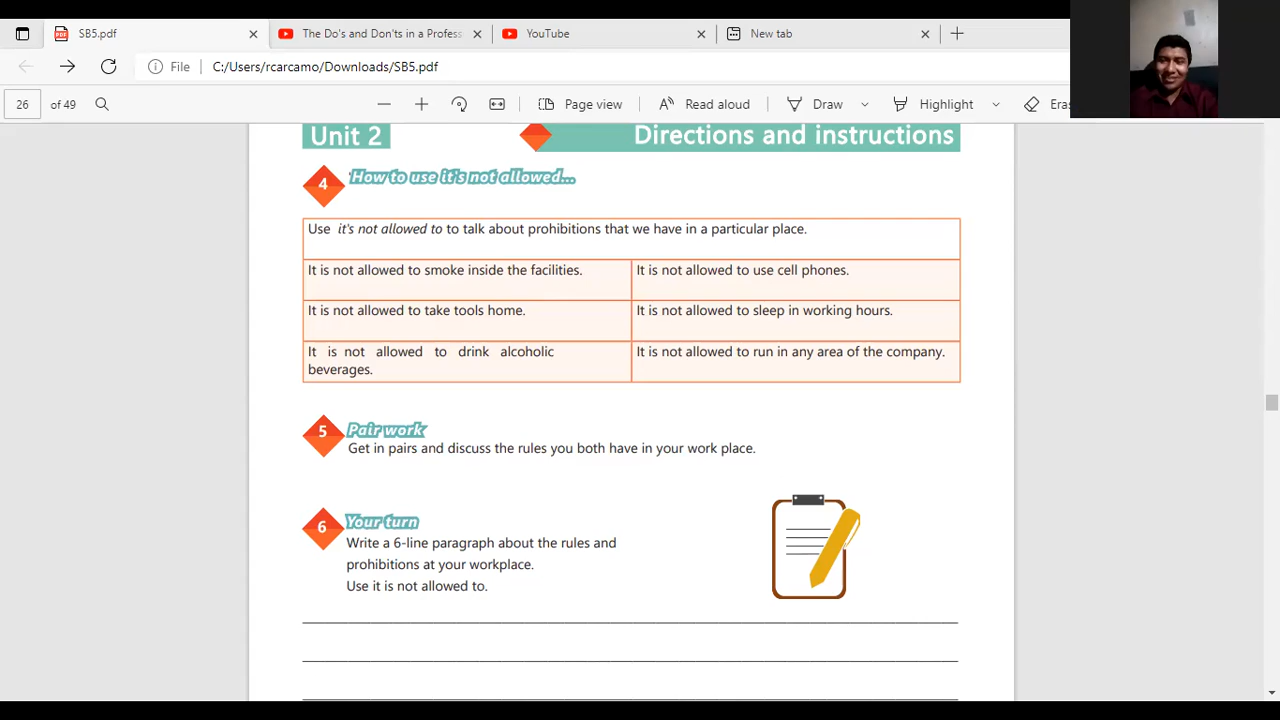 SB5.pdf
The Do's and Don'ts in a Profess
YouTube
New tab
File
C:/Users/rcarcamo/Downloads/SB5.pdf
26 of 49
Page view
Read aloud
Draw
Highlight
Eras
Unit 2
Directions and instructions
4
How to use it's not allowed...
Use it's not allowed to to talk about prohibitions that we have in a particular place.
It is not allowed to smoke inside the facilities.
It is not allowed to use cell phones.
It is not allowed to take tools home.
It is not allowed to sleep in working hours.
It is not allowed to drink alcoholic
beverages.
It is not allowed to run in any area of the company.
5
Pair work
Get in pairs and discuss the rules you both have in your work place.
6
Your turn
Write a 6-line paragraph about the rules and
prohibitions at your workplace.
Use it is not allowed to.